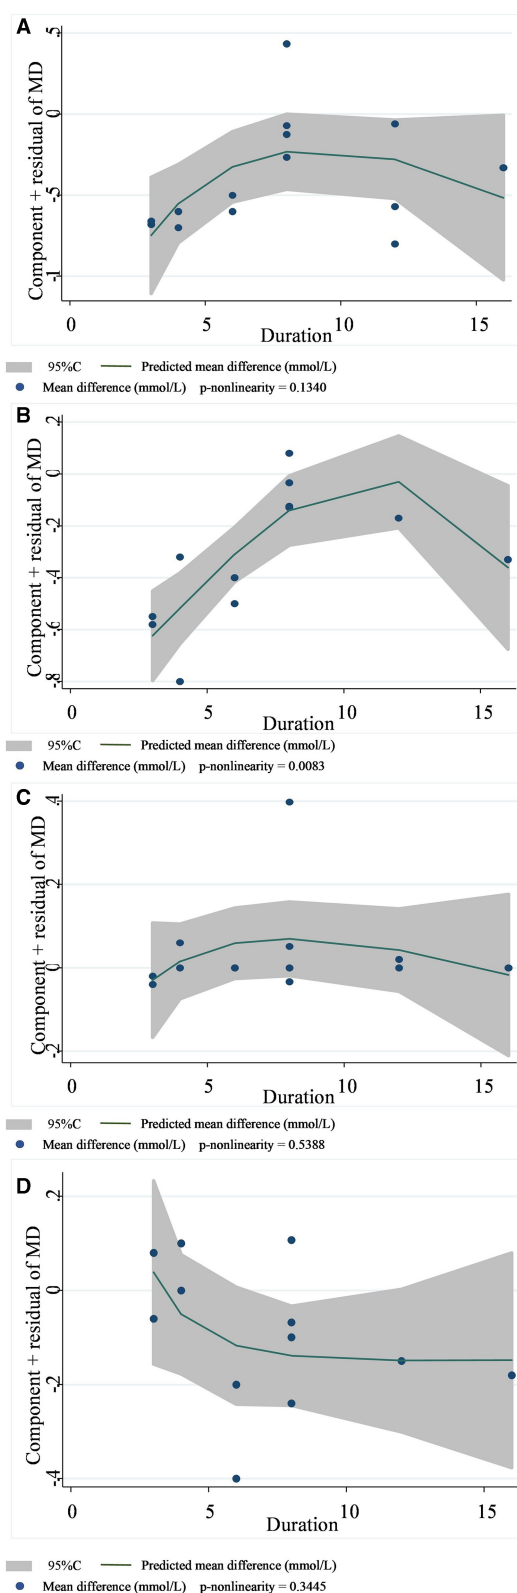 A
Component + residual of MD
.5
0
-.5
-1
0 5 10 15
Duration
95%C Predicted mean difference (mmol/L)
Mean difference (mmol/L) p-nonlinearity = 0.1340
B
Component + residual of MD
.2
0
-.2
-.4
-.6
-.8
0 5 10 15
Duration
95%C Predicted mean difference (mmol/L)
Mean difference (mmol/L) p-nonlinearity = 0.0083
C
Component + residual of MD
.4
.2
0
-.2
0 5 10 15
Duration
95%C Predicted mean difference (mmol/L)
Mean difference (mmol/L) p-nonlinearity = 0.5388
D
Component + residual of MD
.2
0
-.2
-.4
0 5 10 15
Duration
95%C Predicted mean difference (mmol/L)
Mean difference (mmol/L) p-nonlinearity = 0.3445